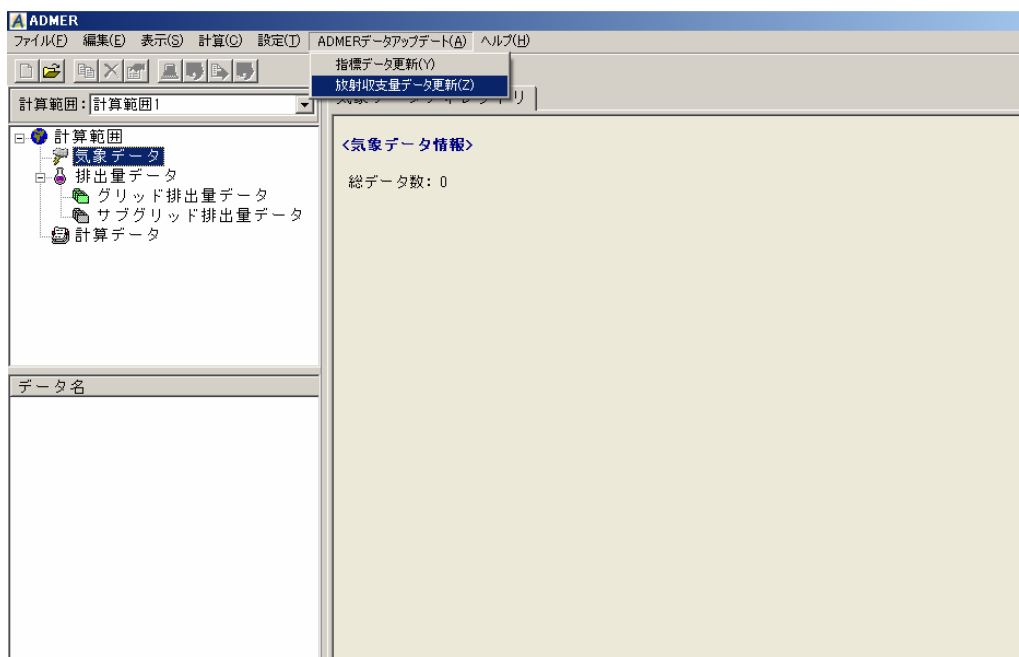 ADMER
ファイル(F) 編集(E) 表示(S) 計算(C) 設定(T) ADMERデータアップデート(A) ヘルプ(H)
指標データ更新(Y)
放射収支量データ更新(Z)
計算範囲: 計算範囲1
計算範囲
気象データ
排出量データ
グリッド排出量データ
サブグリッド排出量データ
計算データ
データ名
<気象データ情報>
総データ数: 0